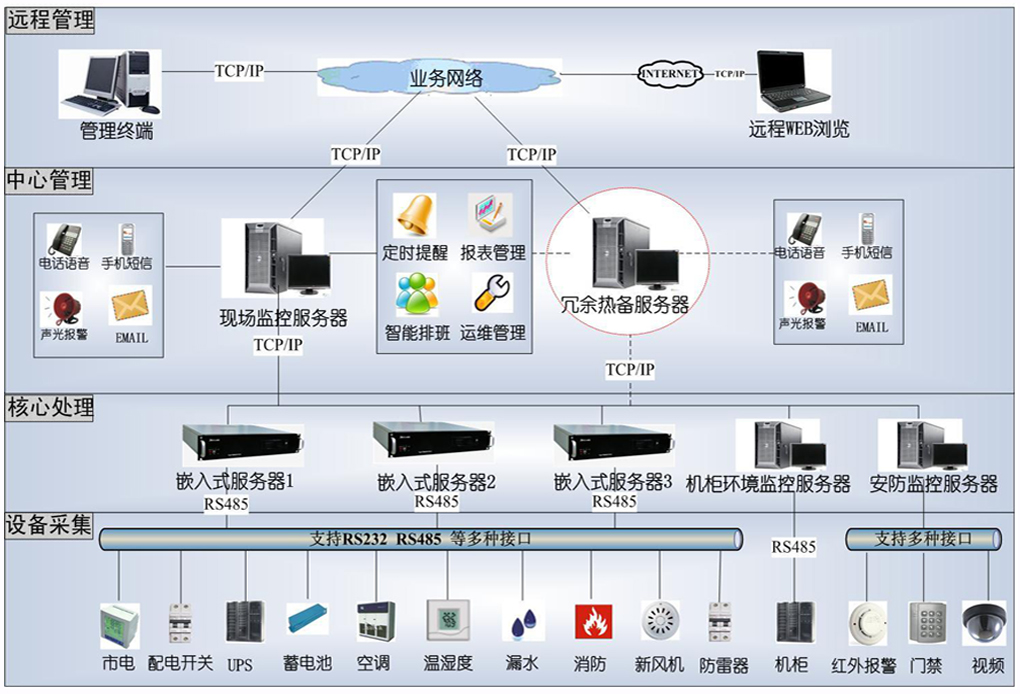 远程管理
TCP/IP
业务网络
INTERNET
TCP/IP
管理终端
远程WEB浏览
TCP/IP
TCP/IP
中心管理
电话语音
手机短信
声光报警
EMAIL
现场监控服务器
定时提醒
报表管理
智能排班
运维管理
冗余热备服务器
电话语音
手机短信
声光报警
EMAIL
TCP/IP
TCP/IP
核心处理
嵌入式服务器1
嵌入式服务器2
嵌入式服务器3
机柜环境监控服务器
安防监控服务器
RS485
RS485
RS485
设备采集
支持RS232 RS485 等多种接口
RS485
支持多种接口
市电
配电开关
UPS
蓄电池
空调
温湿度
漏水
消防
新风机
防雷器
机柜
红外报警
门禁
视频